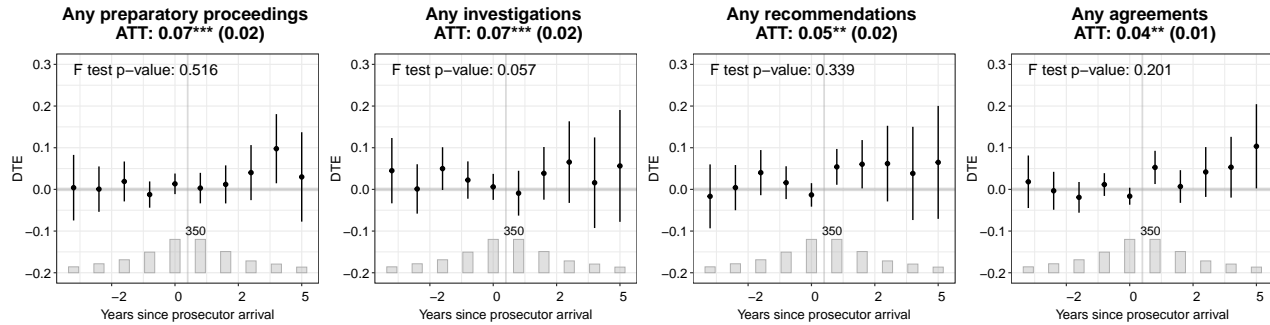 Any preparatory proceedings
ATT: 0.07*** (0.02)
F test p-value: 0.516
0.3
0.2
0.1
0.0
−0.1
−0.2
DTE
350
−2 0 2 5
Years since prosecutor arrival
Any investigations
ATT: 0.07*** (0.02)
F test p-value: 0.057
0.3
0.2
0.1
0.0
−0.1
−0.2
DTE
350
−2 0 2 5
Years since prosecutor arrival
Any recommendations
ATT: 0.05** (0.02)
F test p-value: 0.339
0.3
0.2
0.1
0.0
−0.1
−0.2
DTE
350
−2 0 2 5
Years since prosecutor arrival
Any agreements
ATT: 0.04** (0.01)
F test p-value: 0.201
0.3
0.2
0.1
0.0
−0.1
−0.2
DTE
350
−2 0 2 5
Years since prosecutor arrival